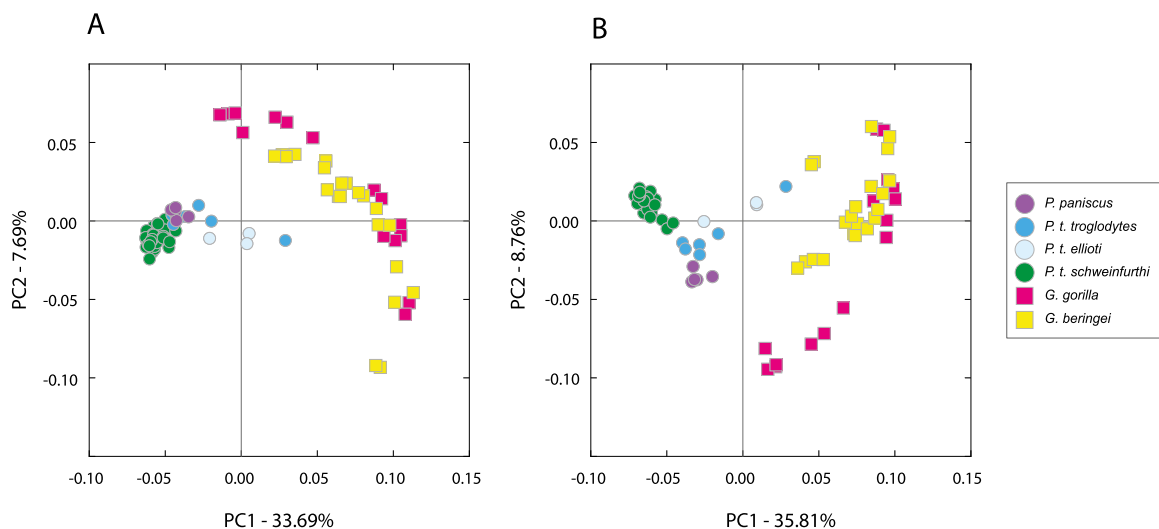 A
B
0.05
0.00
-0.05
-0.10
PC2 - 7.69%
-0.10
-0.05
0.00
0.05
0.10
0.15
PC1 - 33.69%
0.05
0.00
-0.05
-0.10
PC2 - 8.76%
-0.10
-0.05
0.00
0.05
0.10
0.15
PC1 - 35.81%
P. paniscus
P. t. troglodytes
P. t. ellioti
P. t. schweinfurthi
G. gorilla
G. beringei